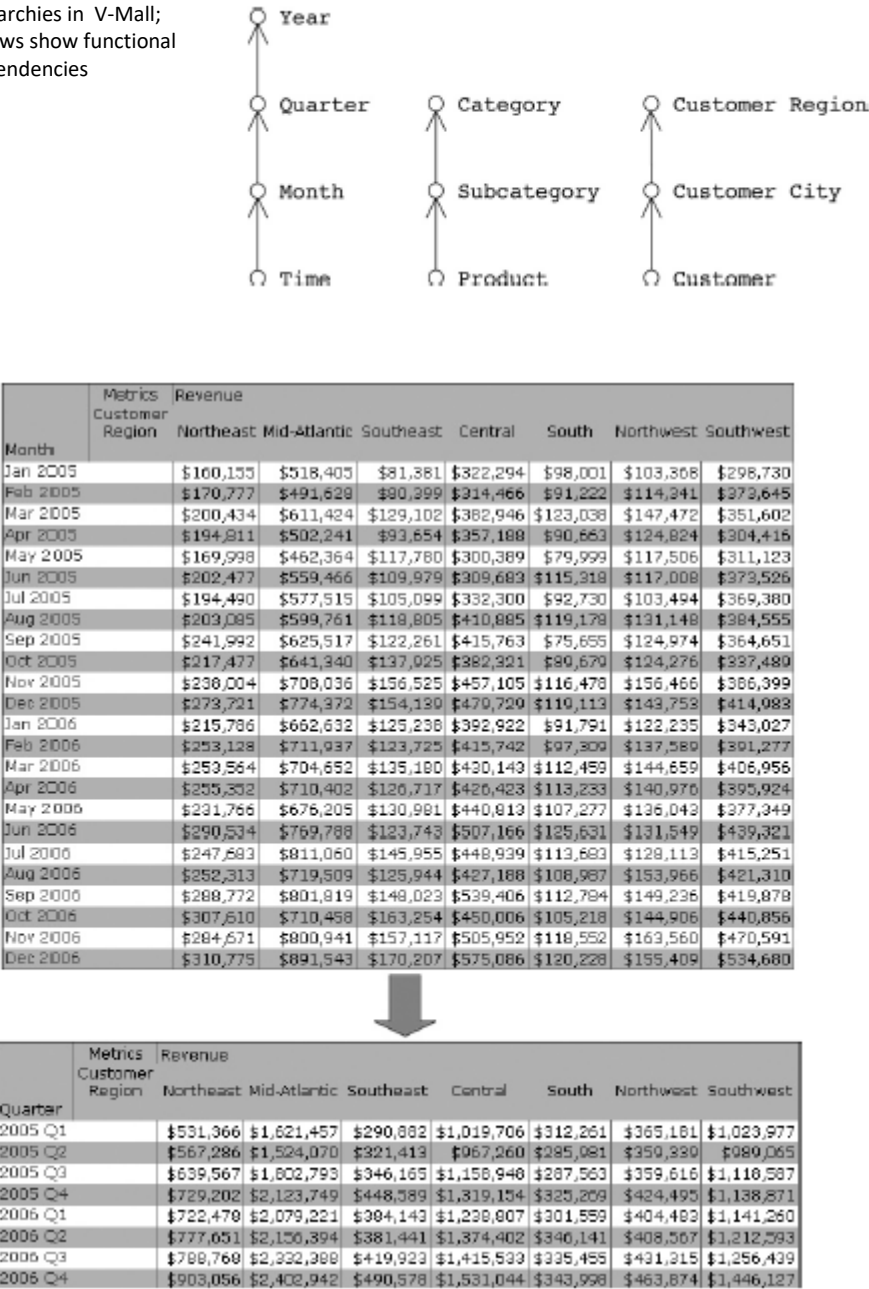 archies in V-Mall;
ws show functional
endencies
Year
Quarter Category Customer Region
Month Subcategory Customer City
Time Product Customer
Metrics Revenue
Customer
Region Northeast Mid-Atlantic Southeast Central South Northwest Southwest
Month
Jan 2005 $160,155 $518,405 $81,381 $322,294 $98,001 $103,368 $298,730
Feb 2005 $170,777 $491,628 $80,399 $314,466 $91,222 $114,341 $373,645
Mar 2005 $200,434 $611,424 $129,102 $382,946 $123,038 $147,472 $351,602
Apr 2005 $194,811 $502,241 $93,654 $357,188 $90,663 $124,824 $304,416
May 2005 $169,998 $462,364 $117,780 $300,389 $79,999 $117,506 $311,123
Jun 2005 $202,477 $559,466 $109,979 $309,683 $115,318 $117,008 $373,526
Jul 2005 $194,490 $577,515 $105,099 $332,300 $92,730 $103,494 $369,380
Aug 2005 $203,085 $599,761 $118,805 $410,885 $119,178 $131,148 $384,555
Sep 2005 $241,992 $625,517 $122,261 $415,763 $75,655 $124,974 $364,651
Oct 2005 $217,477 $641,340 $137,925 $382,321 $89,679 $124,276 $337,489
Nov 2005 $238,004 $708,036 $156,525 $457,105 $116,478 $156,466 $386,399
Dec 2005 $273,721 $774,372 $154,139 $479,729 $119,113 $143,753 $414,983
Jan 2006 $215,786 $662,632 $125,238 $392,922 $91,791 $122,235 $343,027
Feb 2006 $253,128 $711,937 $123,725 $415,742 $97,309 $137,589 $391,277
Mar 2006 $253,564 $704,652 $135,180 $430,143 $112,459 $144,659 $406,956
Apr 2006 $255,352 $710,402 $126,717 $426,423 $113,233 $140,976 $395,924
May 2006 $231,766 $676,205 $130,981 $440,813 $107,277 $136,043 $377,349
Jun 2006 $290,534 $769,788 $123,743 $507,166 $125,631 $131,549 $439,321
Jul 2006 $247,683 $811,060 $145,955 $448,939 $113,683 $128,113 $415,251
Aug 2006 $252,313 $719,509 $125,944 $427,188 $108,987 $153,966 $421,310
Sep 2006 $288,772 $801,819 $148,023 $539,406 $112,784 $149,236 $419,878
Oct 2006 $307,610 $710,458 $163,254 $450,006 $105,218 $144,906 $440,856
Nov 2006 $284,671 $800,941 $157,117 $505,952 $118,552 $163,560 $470,591
Dec 2006 $310,775 $891,543 $170,207 $575,086 $120,228 $155,409 $534,680
Metrics Revenue
Customer
Region Northeast Mid-Atlantic Southeast Central South Northwest Southwest
Quarter
2005 Q1 $531,366 $1,621,457 $290,882 $1,019,706 $312,261 $365,181 $1,023,977
2005 Q2 $567,286 $1,524,070 $321,413 $967,260 $285,981 $359,339 $989,065
2005 Q3 $639,567 $1,802,793 $346,165 $1,158,948 $287,563 $359,616 $1,118,587
2005 Q4 $729,202 $2,123,749 $448,589 $1,319,154 $325,269 $424,495 $1,138,871
2006 Q1 $722,478 $2,079,221 $384,143 $1,238,807 $301,559 $404,483 $1,141,260
2006 Q2 $777,651 $2,156,394 $381,441 $1,374,402 $346,141 $408,567 $1,212,593
2006 Q3 $788,768 $2,332,388 $419,923 $1,415,533 $335,455 $431,315 $1,256,439
2006 Q4 $903,056 $2,402,942 $490,578 $1,531,044 $343,998 $463,874 $1,446,127